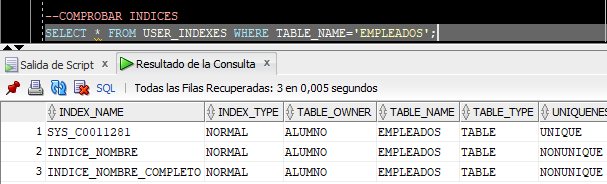 --COMPROBAR INDICES
SELECT * FROM USER_INDEXES WHERE TABLE_NAME='EMPLEADOS';
Salida de Script × Resultado de la Consulta ×
SQL | Todas las Filas Recuperadas: 3 en 0,005 segundos
INDEX_NAME INDEX_TYPE TABLE_OWNER TABLE_NAME TABLE_TYPE UNIQUENES
1 SYS_C0011281 NORMAL ALUMNO EMPLEADOS TABLE UNIQUE
2 INDICE_NOMBRE NORMAL ALUMNO EMPLEADOS TABLE NONUNIQUE
3 INDICE_NOMBRE_COMPLETO NORMAL ALUMNO EMPLEADOS TABLE NONUNIQUE